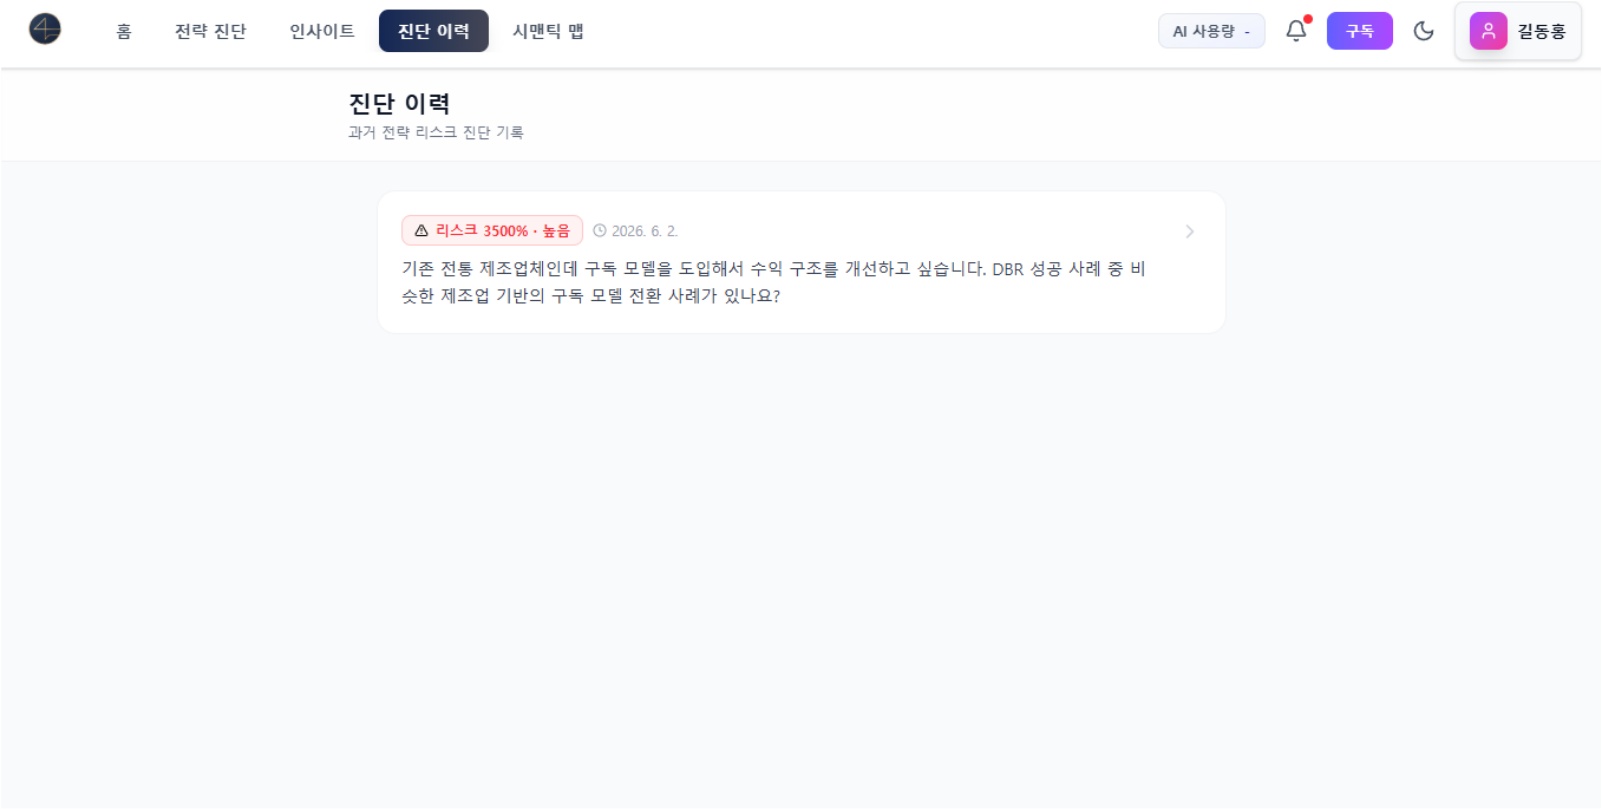 홈
전략 진단
인사이트
진단 이력
시맨틱 맵
AI 사용량 -
구독
길동홍
진단 이력
과거 전략 리스크 진단 기록
리스크 3500% · 높음
2026. 6. 2.
기존 전통 제조업체인데 구독 모델을 도입해서 수익 구조를 개선하고 싶습니다. DBR 성공 사례 중 비
슷한 제조업 기반의 구독 모델 전환 사례가 있나요?